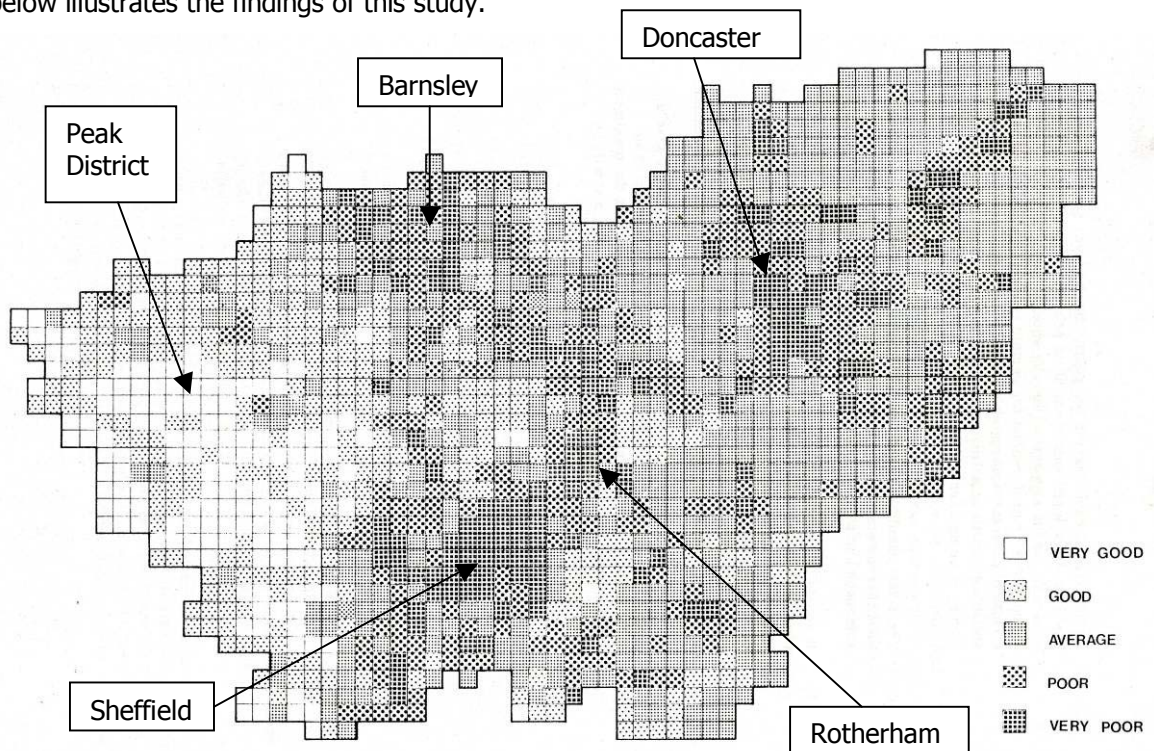 below illustrates the findings of this study.
Doncaster
Barnsley
Peak
District
VERY GOOD
GOOD
AVERAGE
POOR
VERY POOR
Sheffield
Rotherham